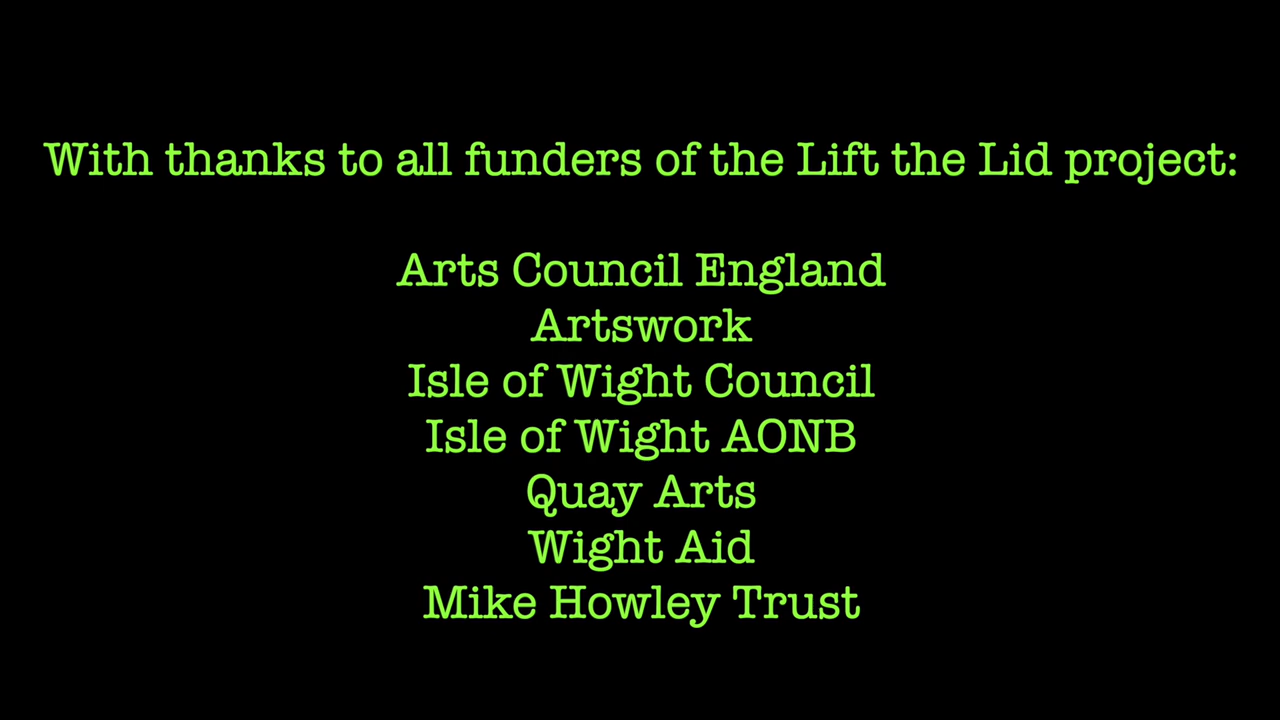 With thanks to all funders of the Lift the Lid project:
Arts Council England
Artswork
Isle of Wight Council
Isle of Wight AONB
Quay Arts
Wight Aid
Mike Howley Trust